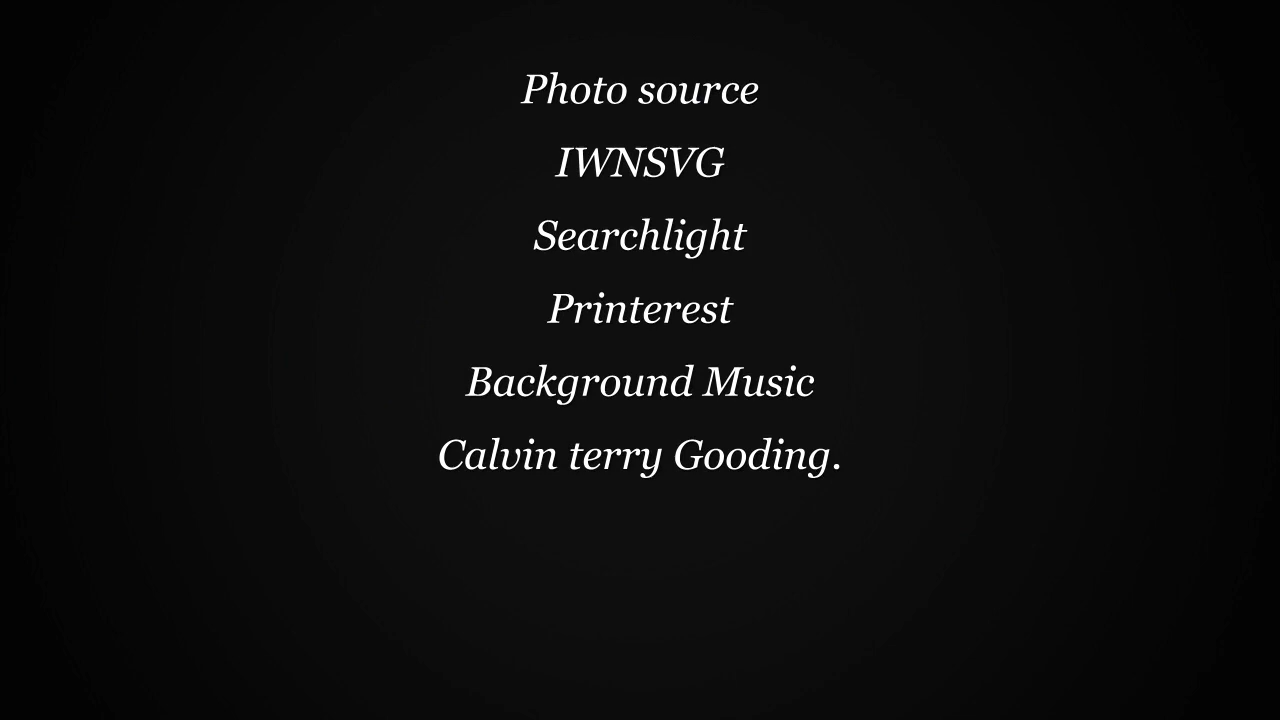 Photo source
IWNSVG
Searchlight
Printerest
Background Music
Calvin terry Gooding.